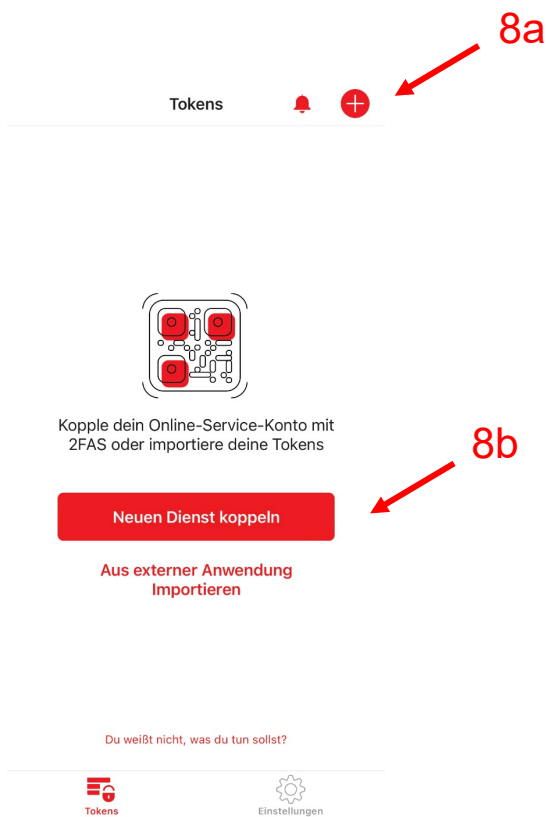 8a
Tokens
Kopple dein Online-Service-Konto mit
2FAS oder importiere deine Tokens
8b
Neuen Dienst koppeln
Aus externer Anwendung
Importieren
Du weißt nicht, was du tun sollst?
Tokens
Einstellungen